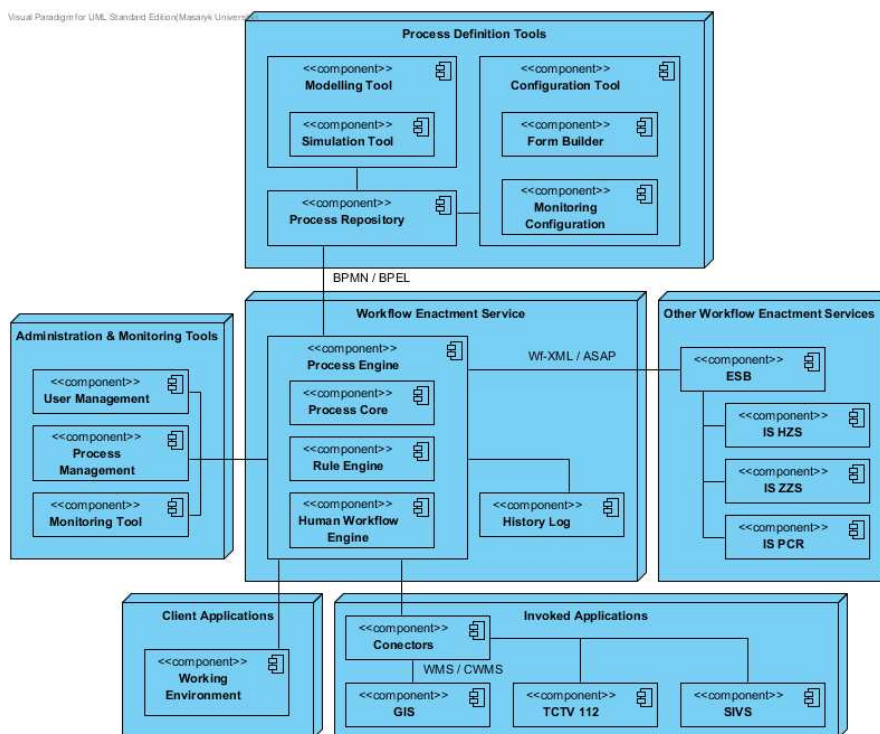 Visual Paradigm for UML Standard Edition(Masaryk University)
Process Definition Tools
<<component>>
Modelling Tool
<<component>>
Simulation Tool
<<component>>
Configuration Tool
<<component>>
Form Builder
<<component>>
Monitoring
Configuration
<<component>>
Process Repository
BPMN / BPEL
Administration & Monitoring Tools
<<component>>
User Management
<<component>>
Process
Management
<<component>>
Monitoring Tool
Workflow Enactment Service
<<component>>
Process Engine
<<component>>
Process Core
<<component>>
Rule Engine
<<component>>
Human Workflow
Engine
<<component>>
History Log
Wf-XML / ASAP
Other Workflow Enactment Services
<<component>>
ESB
<<component>>
IS HZS
<<component>>
IS ZZS
<<component>>
IS PCR
Client Applications
<<component>>
Working
Environment
Invoked Applications
<<component>>
Conectors
WMS / CWMS
<<component>>
GIS
<<component>>
TCTV 112
<<component>>
SIVS